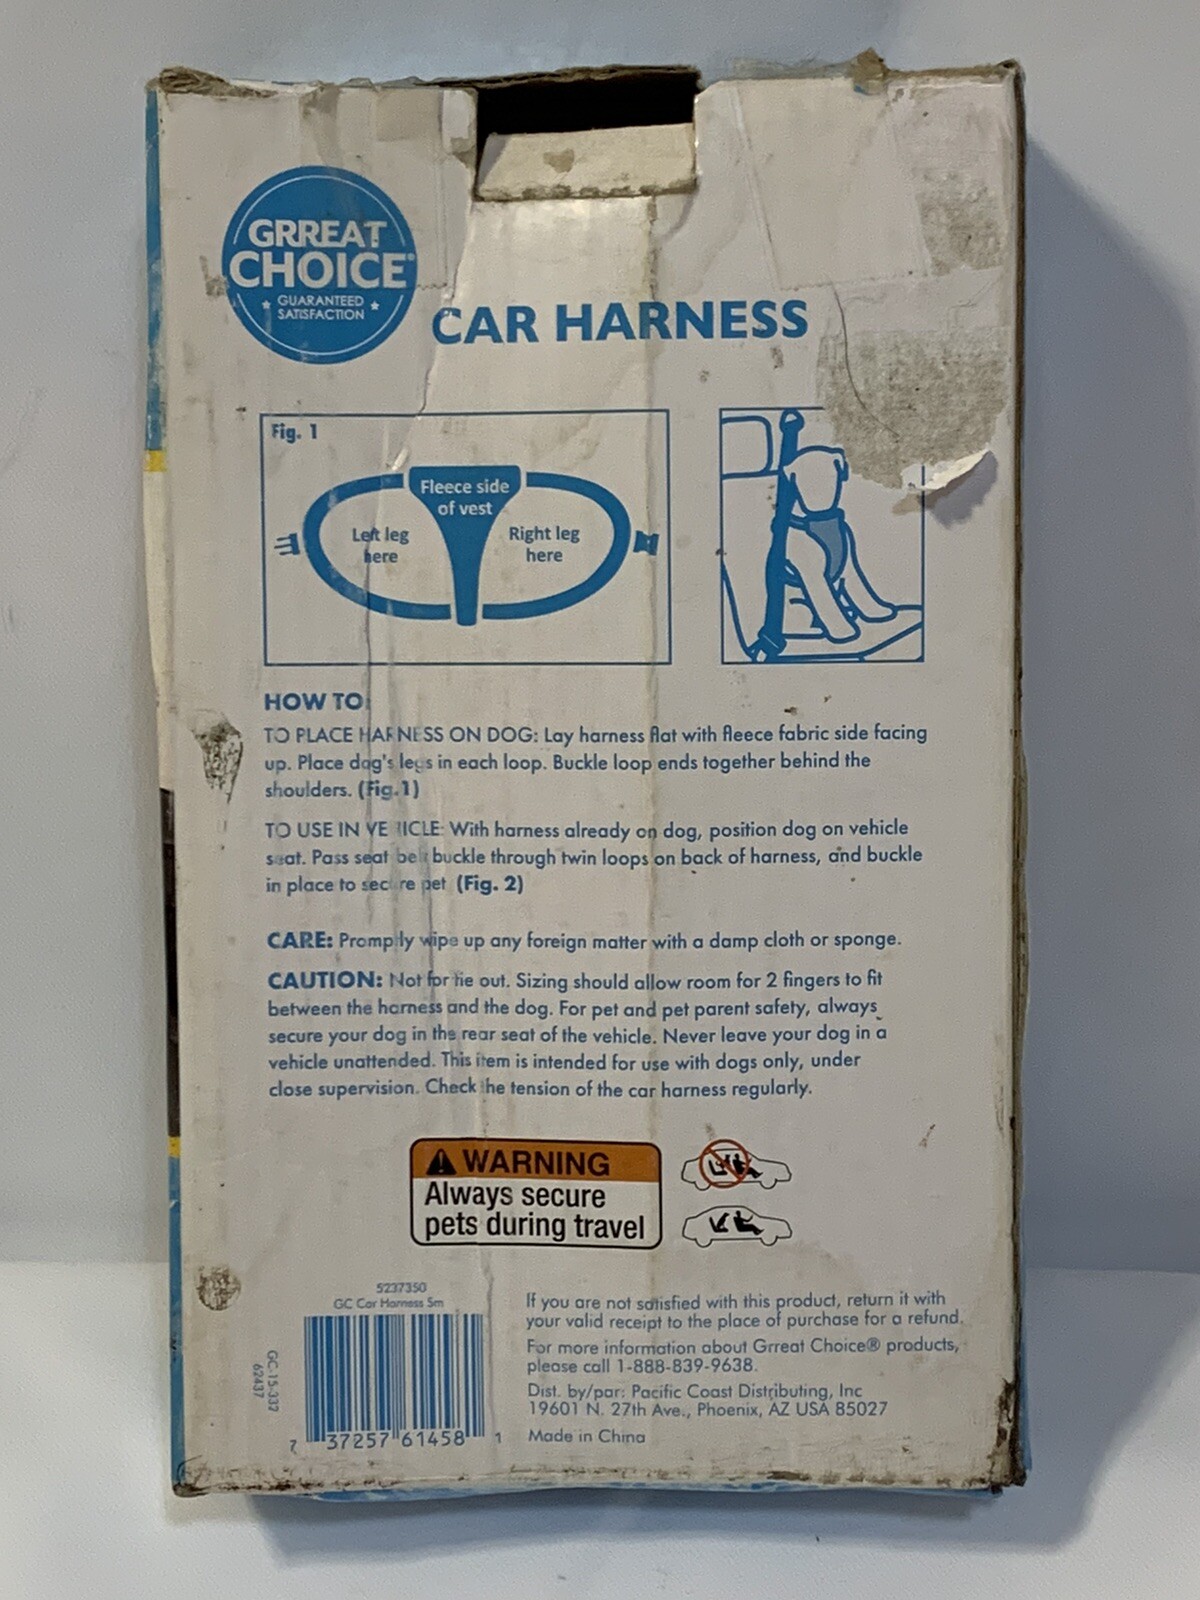 GRREAT
CHOICE®
GUARANTEED
SATISFACTION
CAR HARNESS
Fig. 1
Fleece side
of vest
Left leg
here
Right leg
here
HOW TO:
TO PLACE HARNESS ON DOG: Lay harness flat with fleece fabric side facing
up. Place dog's legs in each loop. Buckle loop ends together behind the
shoulders. (Fig.1)
TO USE IN VEHICLE: With harness already on dog, position dog on vehicle
seat. Pass seat belt buckle through twin loops on back of harness, and buckle
in place to secure pet (Fig. 2)
CARE: Promptly wipe up any foreign matter with a damp cloth or sponge.
CAUTION: Not for tie out. Sizing should allow room for 2 fingers to fit
between the harness and the dog. For pet and pet parent safety, always
secure your dog in the rear seat of the vehicle. Never leave your dog in a
vehicle unattended. This item is intended for use with dogs only, under
close supervision. Check the tension of the car harness regularly.
WARNING
Always secure
pets during travel
5237350
GC Car Harness Sm
GC-15-337
62437
7 37257 61458 1
If you are not satisfied with this product, return it with
your valid receipt to the place of purchase for a refund.
For more information about Grreat Choice® products,
please call 1-888-839-9638.
Dist. by/par: Pacific Coast Distributing, Inc
19601 N. 27th Ave., Phoenix, AZ USA 85027
Made in China